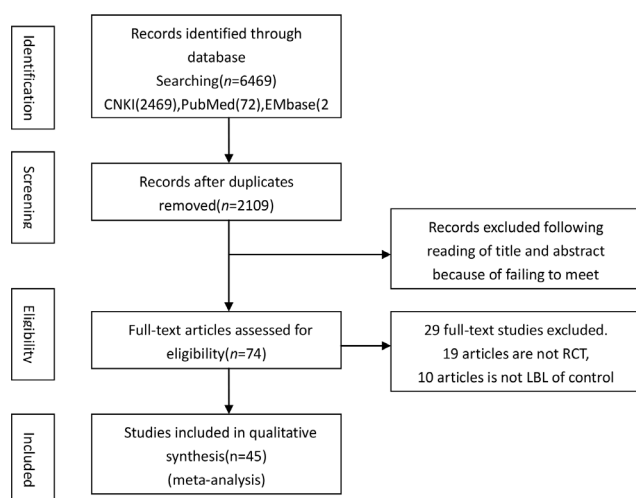 Identification
Records identified through
database
Searching(n=6469)
CNKI(2469),PubMed(72),EMbase(2
Screening
Records after duplicates
removed(n=2109)
Records excluded following
reading of title and abstract
because of failing to meet
Eligibility
Full-text articles assessed for
eligibility(n=74)
29 full-text studies excluded.
19 articles are not RCT,
10 articles is not LBL of control
Included
Studies included in qualitative
synthesis(n=45)
(meta-analysis)